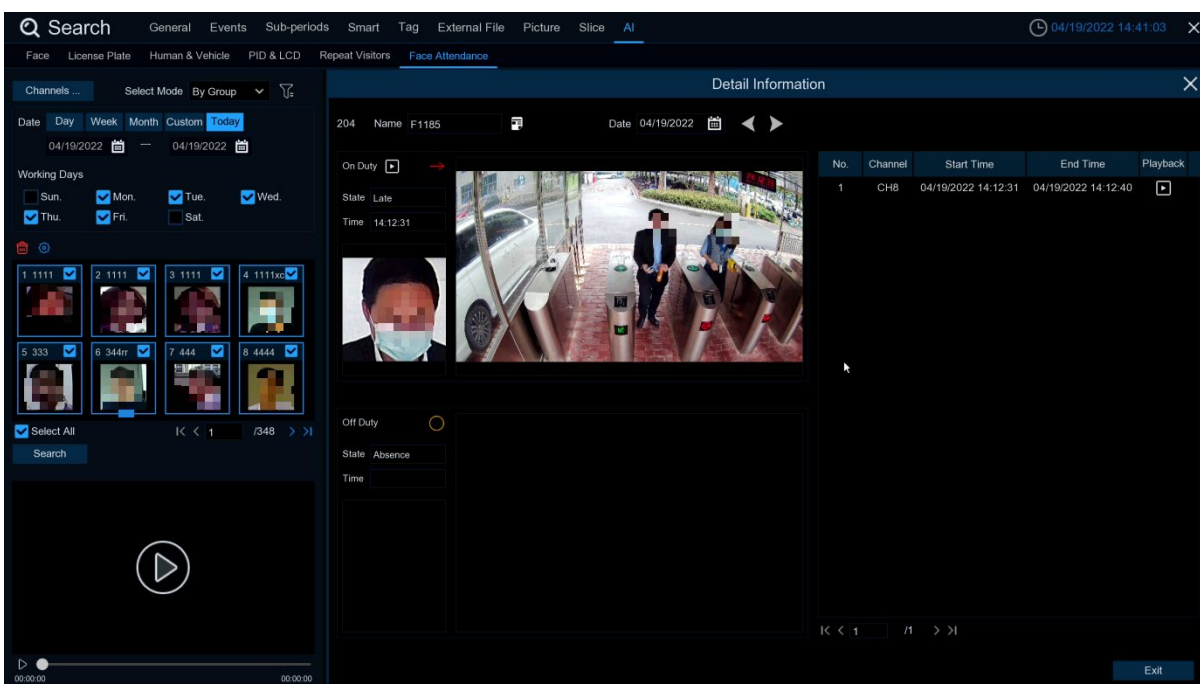 Search General Events Sub-periods Smart Tag External File Picture Slice AI 04/19/2022 14:41:03
Face License Plate Human & Vehicle PID & LCD Repeat Visitors Face Attendance
Channels ... Select Mode By Group
Date Day Week Month Custom Today
04/19/2022 — 04/19/2022
Working Days
Sun. Mon. Tue. Wed.
Thu. Fri. Sat.
1 1111 2 1111 3 1111 4 1111xc
5 333 6 344rr 7 444 8 4444
Select All 1 /348
Search
00:00:00 00:00:00
Detail Information
204 Name F1185 Date 04/19/2022
On Duty
State Late
Time 14:12:31
Off Duty
State Absence
Time
No. Channel Start Time End Time Playback
1 CH8 04/19/2022 14:12:31 04/19/2022 14:12:40
1 /1
Exit